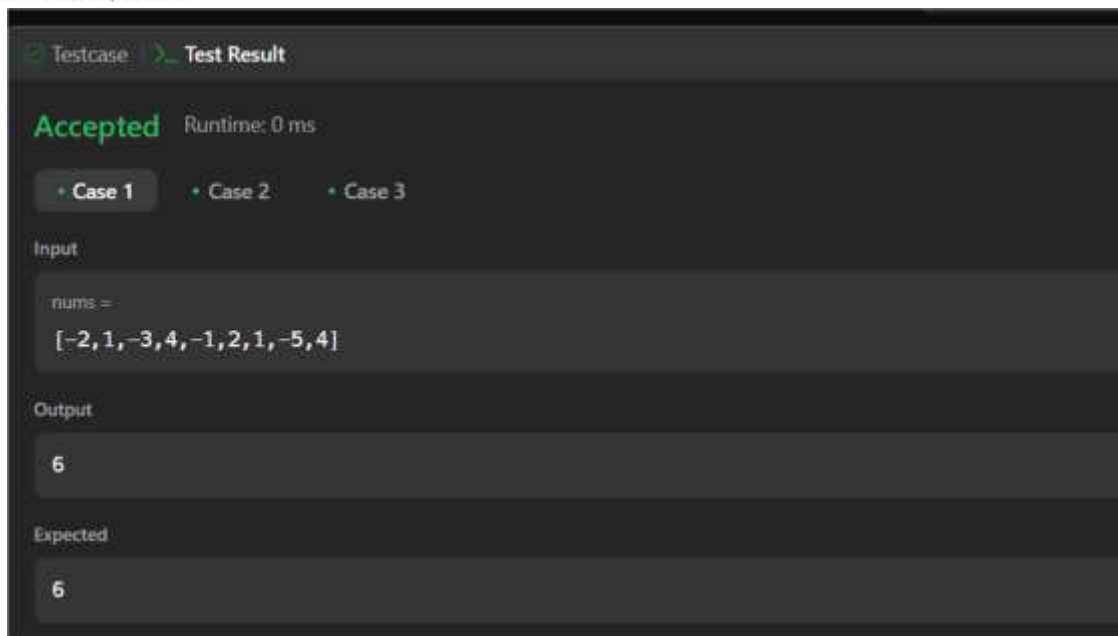 Testcase >_ Test Result
Accepted Runtime: 0 ms
• Case 1 • Case 2 • Case 3
Input
nums =
[-2,1,-3,4,-1,2,1,-5,4]
Output
6
Expected
6